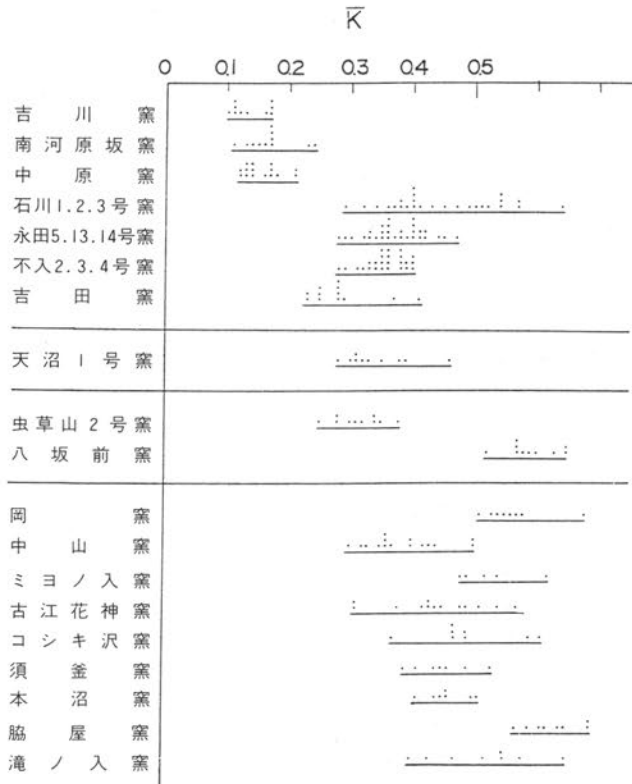 K̅
0 0.1 0.2 0.3 0.4 0.5
吉川窯
南河原坂窯
中原窯
石川1.2.3号窯
永田5.13.14号窯
不入2.3.4号窯
吉田窯
天沼1号窯
虫草山2号窯
八坂前窯
岡窯
中山窯
ミヨノ入窯
古江花神窯
コシキ沢窯
須釜窯
本沼窯
脇屋窯
滝ノ入窯